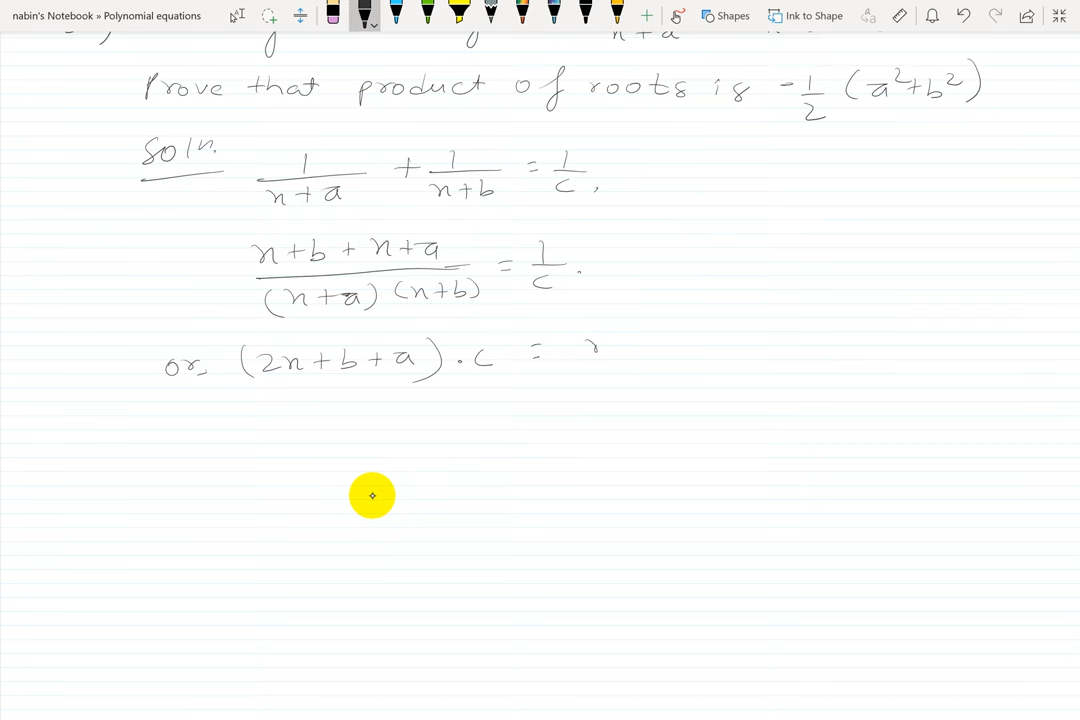 nabin's Notebook » Polynomial equations
Shapes
Ink to Shape
n+a
Prove that product of roots is -1/2 (a²+b²)
Soln.
1/(n+a) + 1/(n+b) = 1/c,
(n+b+n+a)/((n+a)(n+b)) = 1/c.
or, (2n+b+a).c =